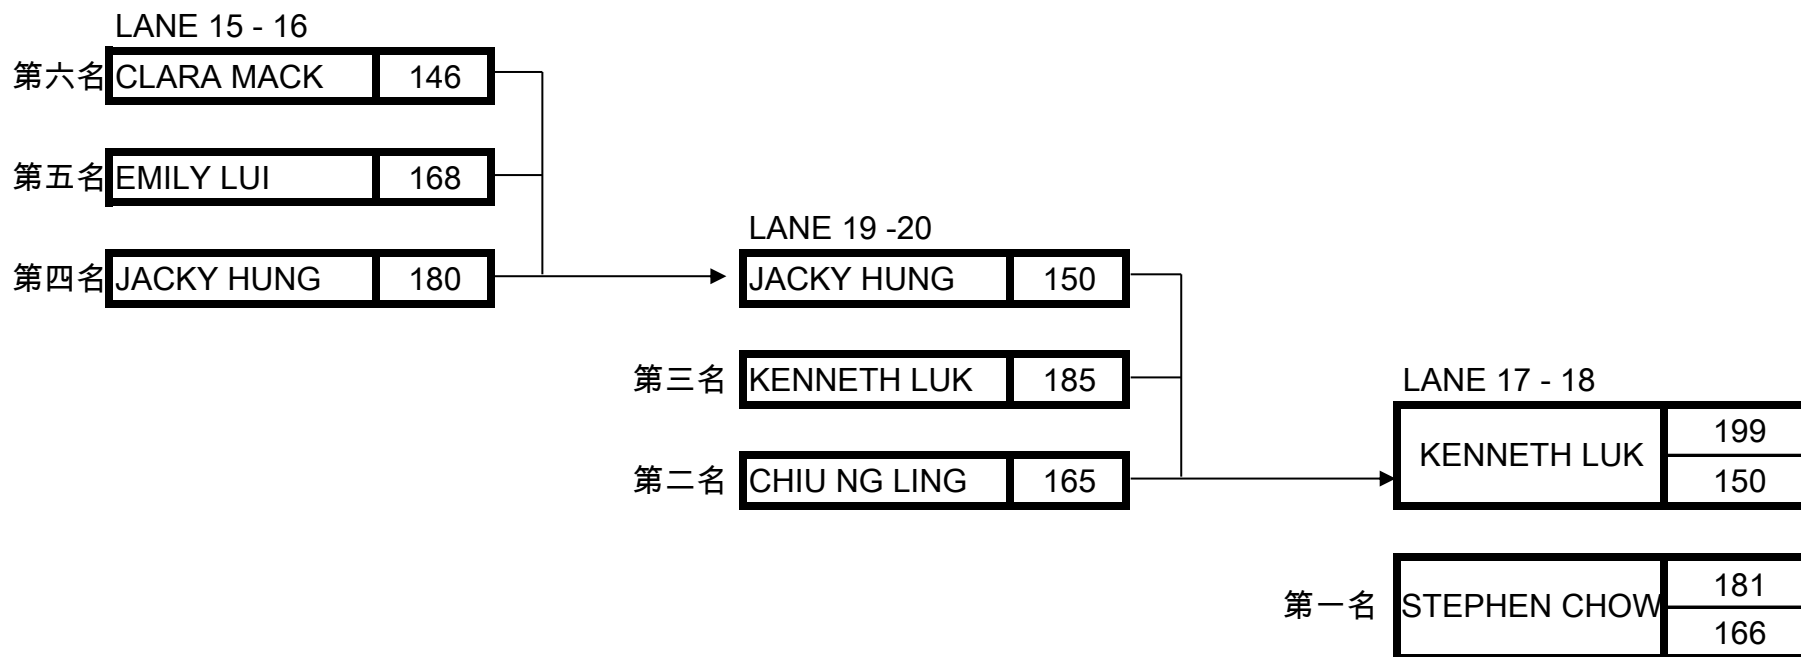 LANE 15 - 16
第六名 CLARA MACK 146
第五名 EMILY LUI 168
第四名 JACKY HUNG 180
LANE 19 -20
JACKY HUNG 150
第三名 KENNETH LUK 185
第二名 CHIU NG LING 165
LANE 17 - 18
KENNETH LUK 199
150
第一名 STEPHEN CHOW 181
166